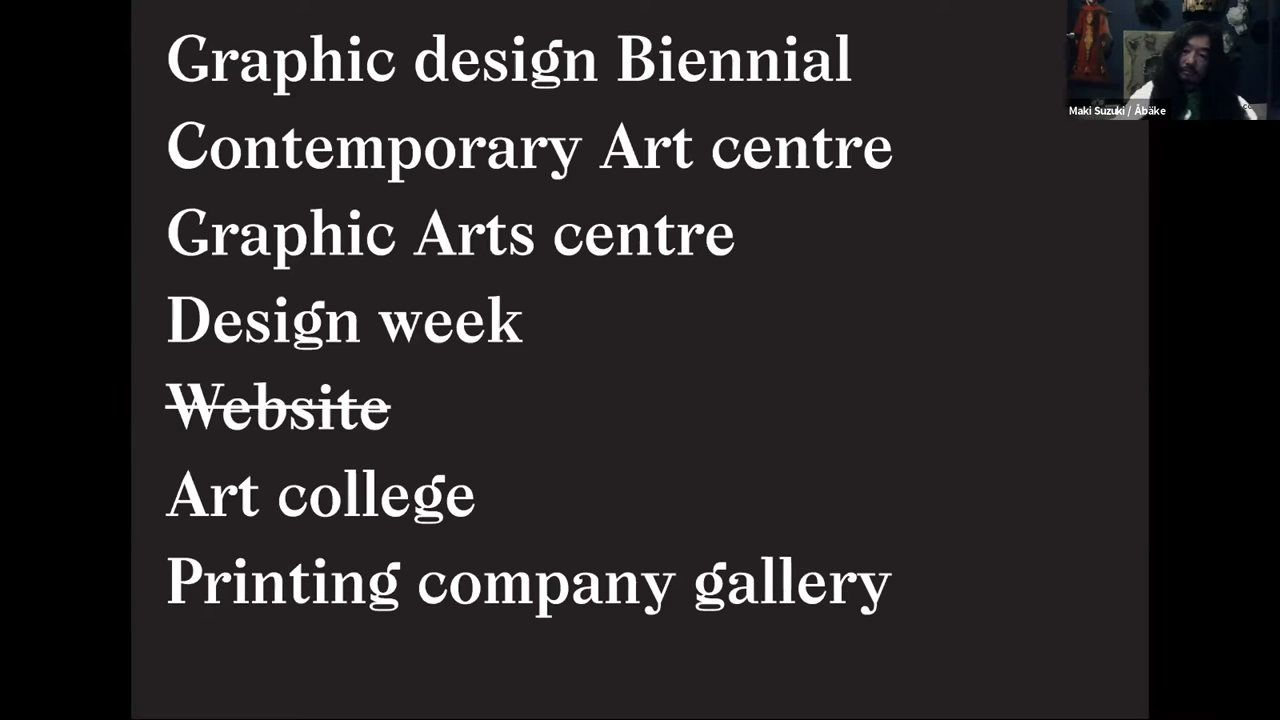 Graphic design Biennial
Contemporary Art centre
Graphic Arts centre
Design week
Website
Art college
Printing company gallery
Maki Suzuki / Åbäke